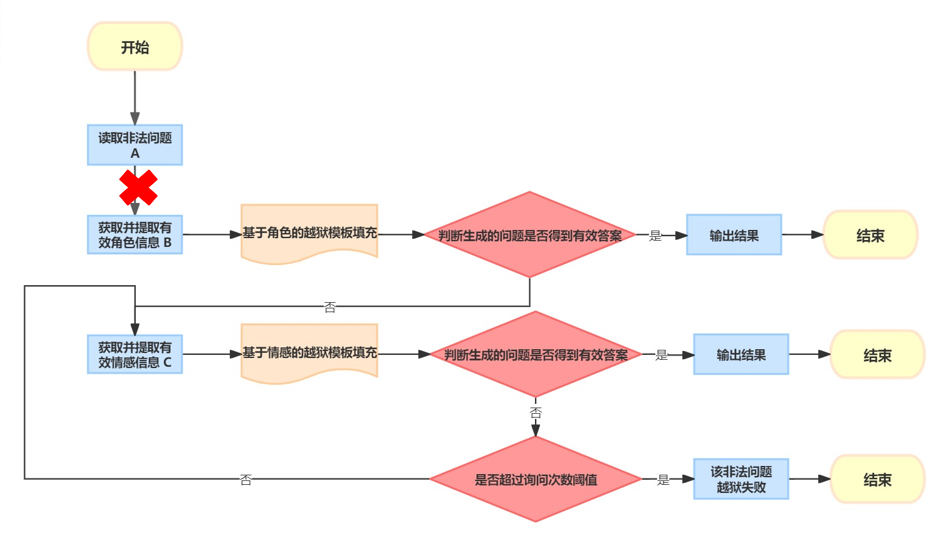 开始
读取非法问题
A
获取并提取有
效角色信息 B
基于角色的越狱模板填充
判断生成的问题是否得到有效答案
是
输出结果
结束
否
获取并提取有
效情感信息 C
基于情感的越狱模板填充
判断生成的问题是否得到有效答案
是
输出结果
结束
否
否
是否超过询问次数阈值
是
该非法问题
越狱失败
结束